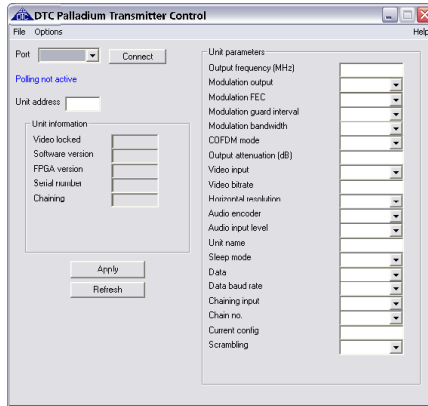 DTC Palladium Transmitter Control
File Options Help
Port Connect
Polling not active
Unit address
Unit information
Video locked
Software version
FPGA version
Serial number
Chaining
Apply
Refresh
Unit parameters
Output frequency (MHz)
Modulation output
Modulation FEC
Modulation guard interval
Modulation bandwidth
COFDM mode
Output attenuation (dB)
Video input
Video bitrate
Horizontal resolution
Audio encoder
Audio input level
Unit name
Sleep mode
Data
Data baud rate
Chaining input
Chain no.
Current config
Scrambling